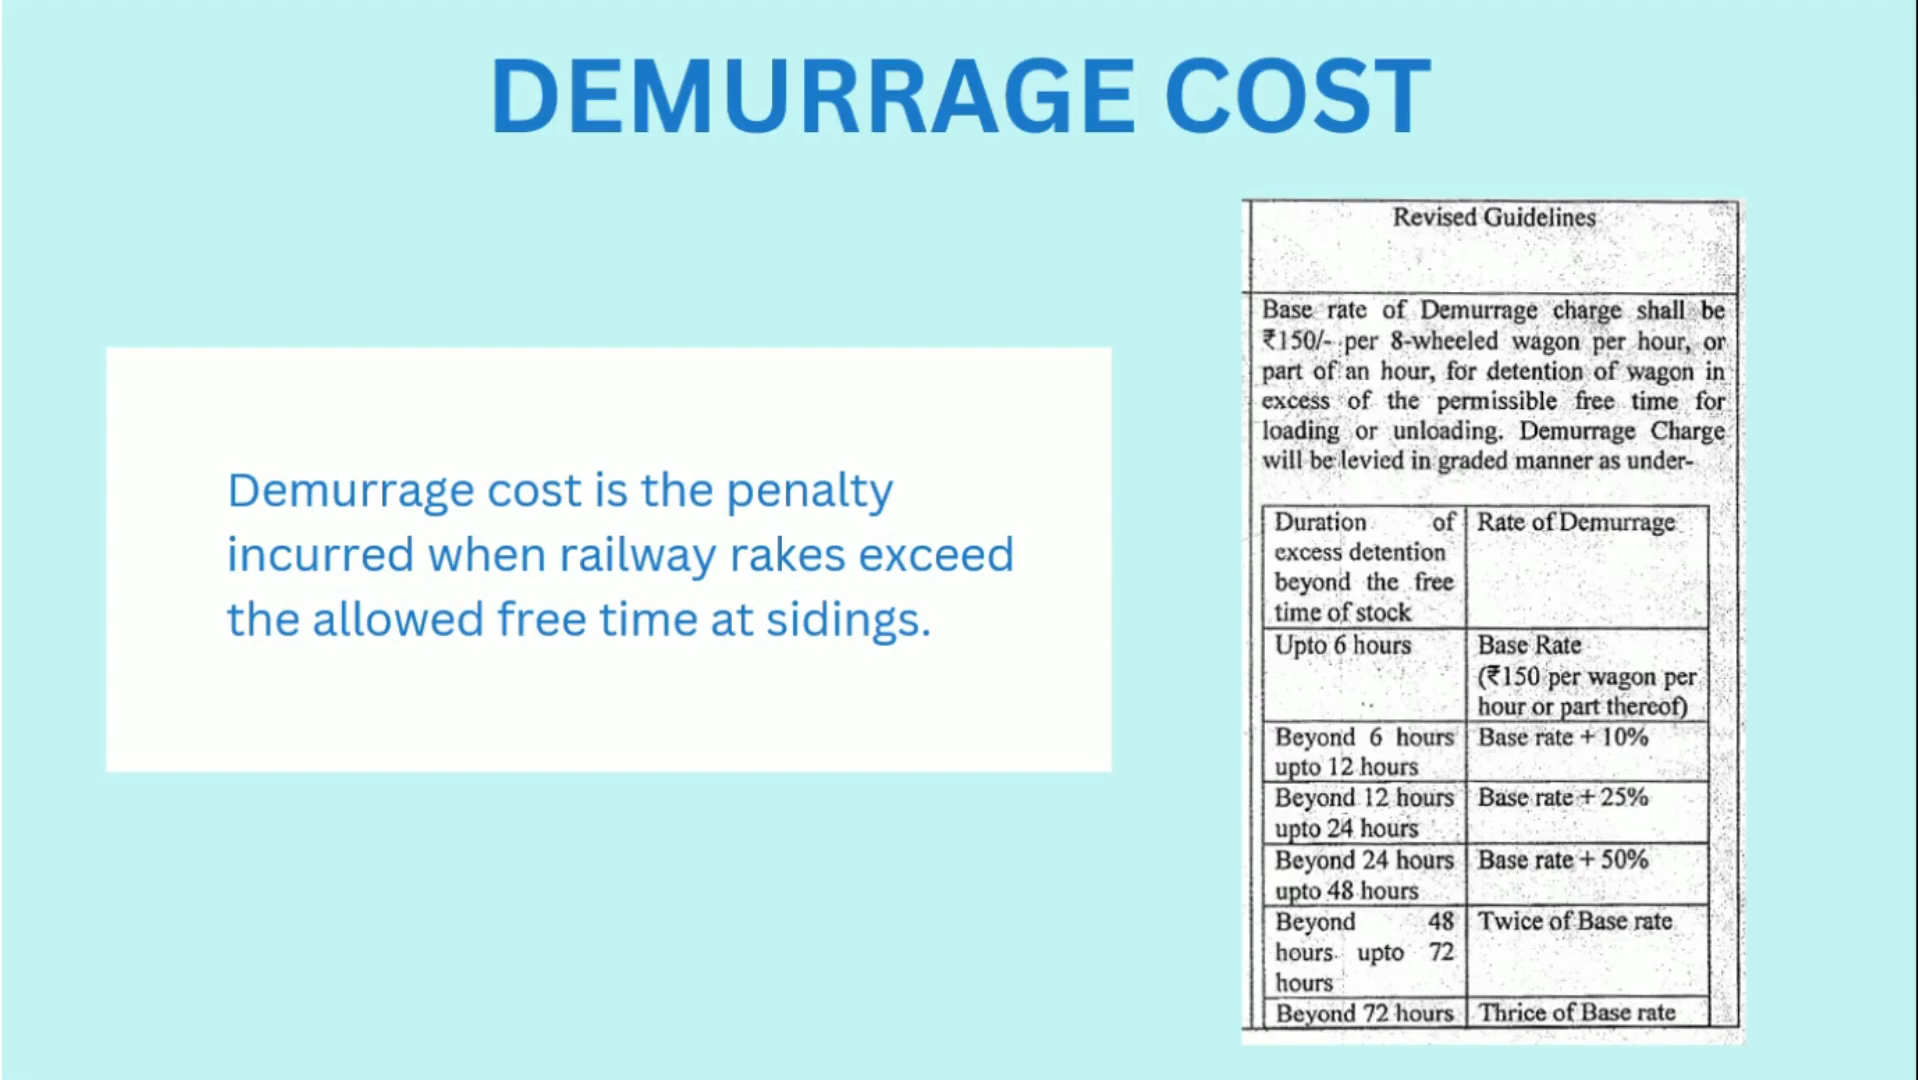 DEMURRAGE COST
Demurrage cost is the penalty
incurred when railway rakes exceed
the allowed free time at sidings.
Revised Guidelines
Base rate of Demurrage charge shall be
₹150/- per 8-wheeled wagon per hour, or
part of an hour, for detention of wagon in
excess of the permissible free time for
loading or unloading. Demurrage Charge
will be levied in graded manner as under-
Duration of
excess detention
beyond the free
time of stock
Rate of Demurrage
Upto 6 hours
Base Rate
(₹150 per wagon per
hour or part thereof)
Beyond 6 hours
upto 12 hours
Base rate + 10%
Beyond 12 hours
upto 24 hours
Base rate + 25%
Beyond 24 hours
upto 48 hours
Base rate + 50%
Beyond 48
hours upto 72
hours
Twice of Base rate
Beyond 72 hours
Thrice of Base rate